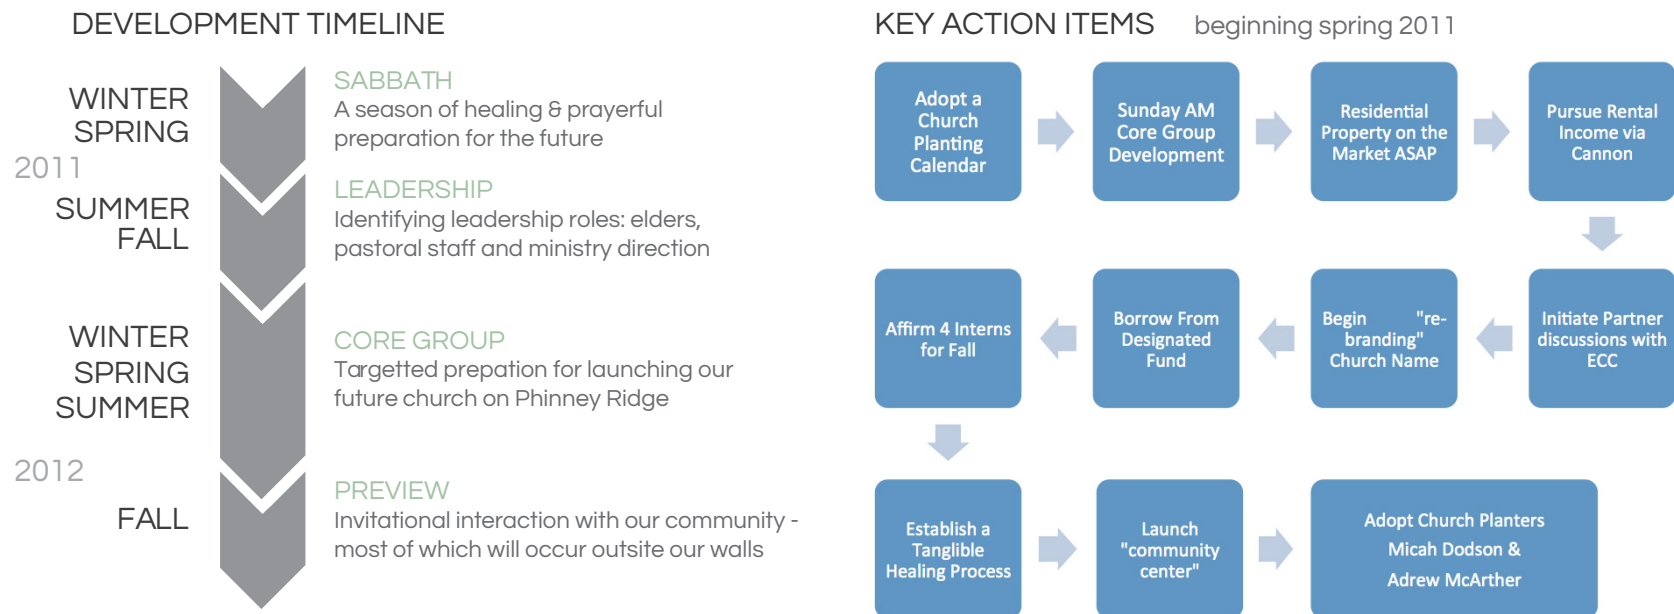 DEVELOPMENT TIMELINE
WINTER
SPRING
2011
SUMMER
FALL
WINTER
SPRING
SUMMER
2012
FALL
SABBATH
A season of healing & prayerful
preparation for the future
LEADERSHIP
Identifying leadership roles: elders,
pastoral staff and ministry direction
CORE GROUP
Targetted prepation for launching our
future church on Phinney Ridge
PREVIEW
Invitational interaction with our community -
most of which will occur outsite our walls
KEY ACTION ITEMS beginning spring 2011
Adopt a
Church
Planting
Calendar
Sunday AM
Core Group
Development
Residential
Property on the
Market ASAP
Pursue Rental
Income via
Cannon
Initiate Partner
discussions with
ECC
Begin "re-
branding"
Church Name
Borrow From
Designated
Fund
Affirm 4 Interns
for Fall
Establish a
Tanglible
Healing Process
Launch
"community
center"
Adopt Church Planters
Micah Dodson &
Adrew McArther